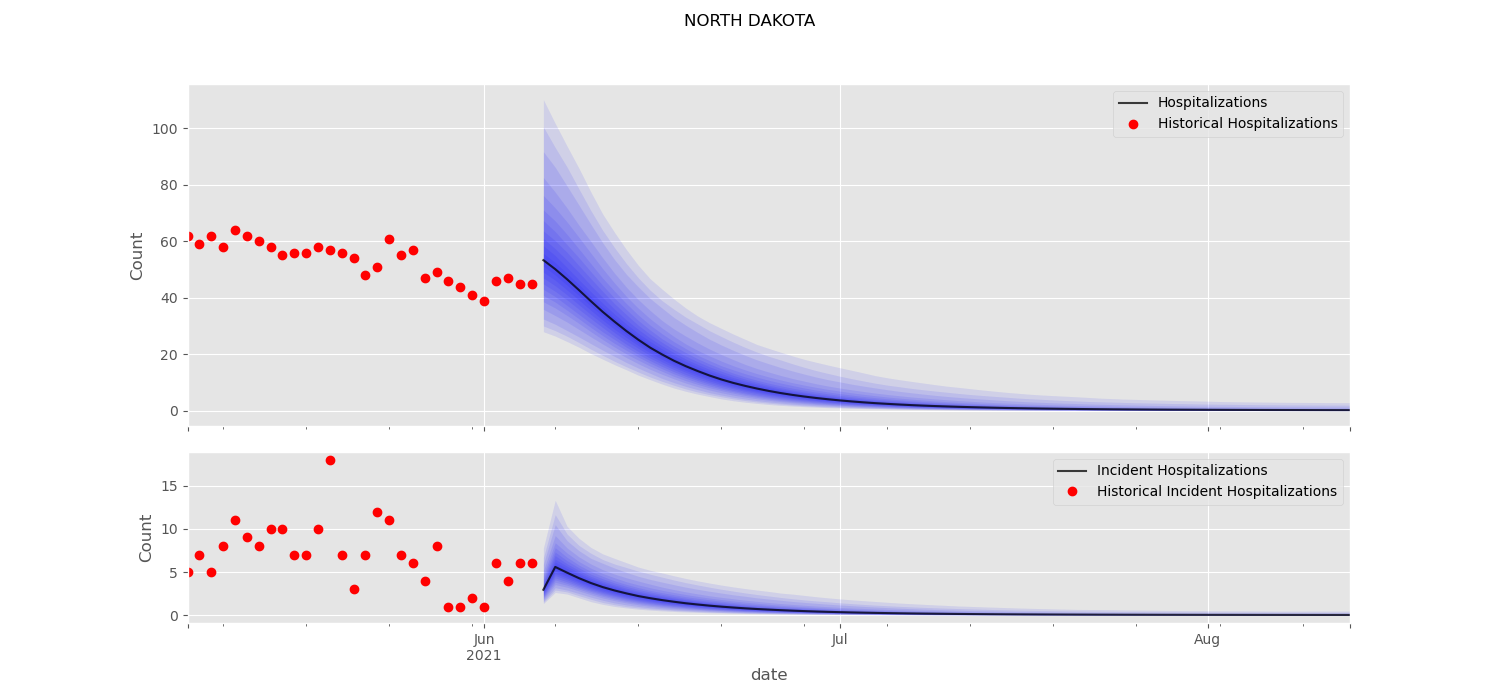 NORTH DAKOTA
Hospitalizations
Historical Hospitalizations
100
80
60
40
20
0
Count
Incident Hospitalizations
Historical Incident Hospitalizations
15
10
5
0
Count
Jun
2021
Jul
Aug
date